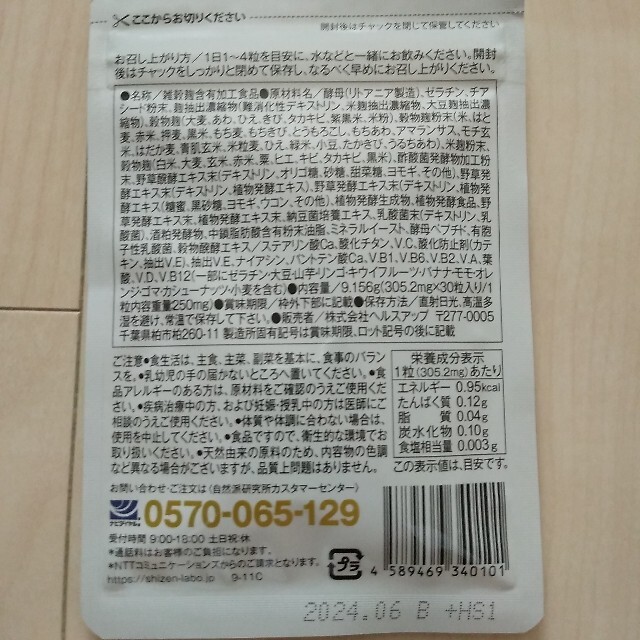 ここからお切りください
開封後はチャックを閉じて保管してください
お召し上がり方／1日1~4粒を目安に、水などと一緒にお飲みください。開封
後はチャックをしっかりと閉めて保存し、なるべく早めにお召し上がりください。
●名称／雑穀麹含有加工食品●原材料名／酵母(リトアニア製造)、ゼラチン、チア
シード粉末、麹抽出濃縮物(難消化性デキストリン、米麹抽出濃縮物、大豆麹抽出濃
縮物)、穀物麹(大麦、あわ、ひえ、きび、タカキビ、紫黒米、米粉)、穀物麹粉末(米、はと
麦、赤米、押麦、黒米、もち麦、もちきび、とうもろこし、もちあわ、アマランサス、モチ玄
米、はだか麦、青肌玄米、米粒麦、ひえ、緑米、小豆、たかきび、うるちあわ)、米麹粉末、
穀物麹(白米、大麦、玄米、赤米、粟、ヒエ、キビ、タカキビ、黒米)、酢酸菌発酵物加工粉
末、野草醗酵エキス末(デキストリン、オリゴ糖、砂糖、甜菜糖、ヨモギ、その他)、野草発
酵エキス末(デキストリン、植物発酵エキス)、野草発酵エキス末(デキストリン、植物発
酵エキス(糖蜜、黒砂糖、ヨモギ、ウコン、その他)、植物発酵生成物、植物発酵食品、野
草発酵エキス末、植物発酵エキス末、納豆菌培養エキス、乳酸菌末(デキストリン、乳
酸菌)、酒粕発酵物、中鎖脂肪酸含有粉末油脂、ミネラルイースト、酵母ペプチド、有胞
子性乳酸菌、穀物醗酵エキス／ステアリン酸Ca、酸化チタン、V.C、酸化防止剤(カテ
キン、抽出V.E)、抽出V.E、ナイアシン、パントテン酸Ca、V.B1、V.B6、V.B2、V.A、葉
酸、V.D、V.B12(一部にゼラチン・大豆・山芋・リンゴ・キウイフルーツ・バナナ・モモ・オレ
ンジ・ゴマ・カシューナッツ・小麦を含む)●内容量／9.156g(305.2mg×30粒入り/1
粒内容重量250mg)●賞味期限／枠外下部に記載●保存方法／直射日光、高温多
湿を避け、常温で保存して下さい。●販売者／株式会社ヘルスアップ 〒277-0005
千葉県柏市柏260-11 製造所固有記号は賞味期限、ロット記号の後に記載
ご注意●食生活は、主食、主菜、副菜を基本に、食事のバラン
スを。●乳幼児の手の届かないところへ置いてください。●食
品アレルギーのある方は、原材料をご確認のうえご使用くださ
い。●疾病治療中の方、および妊娠・授乳中の方は医師にご
相談のうえご使用ください。●体質や体調に合わない場合は、
使用を中止してください。●食品ですので、衛生的な環境でお
取り扱いください。●天然由来の原料のため、内容物の色調
など異なる場合がございますが、品質上問題はありません。
栄養成分表示
1粒(305.2mg)あたり
エネルギー 0.95kcal
たんぱく質 0.12g
脂質 0.04g
炭水化物 0.10g
食塩相当量 0.003g
この表示値は、目安です。
お問い合わせ・ご注文は〈自然派研究所カスタマーセンター〉
ナビダイヤル
0570-065-129
受付時間 9:00-18:00 土日祝:休
*通話料はお客様のご負担になります。
*NTTコミュニケーションズからのご請求となります。
https://shizen-labo.jp 9-11C
プラ
4 589469 340101
2024.06 B +HS1